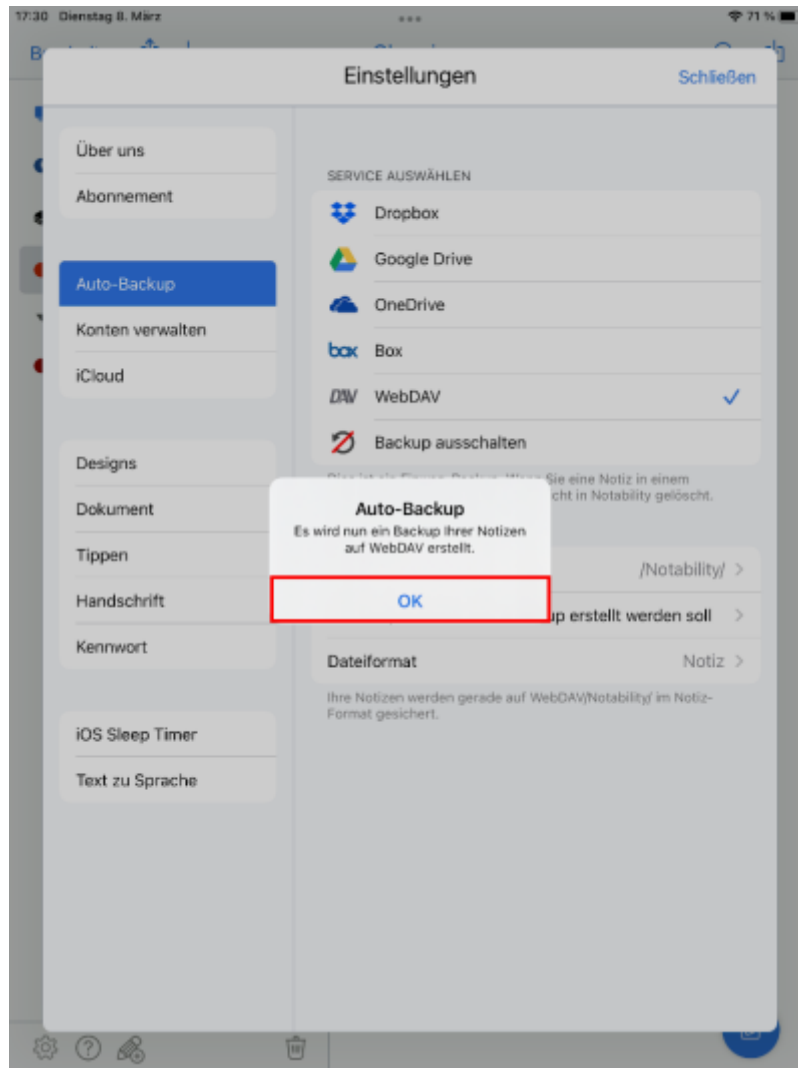 17:30 Dienstag 8. März
71 %
Einstellungen
Schließen
Über uns
Abonnement
Auto-Backup
Konten verwalten
iCloud
Designs
Dokument
Tippen
Handschrift
Kennwort
iOS Sleep Timer
Text zu Sprache
SERVICE AUSWÄHLEN
Dropbox
Google Drive
OneDrive
box Box
DAV WebDAV
Backup ausschalten
Sie eine Notiz in einem
cht in Notability gelöscht.
Auto-Backup
Es wird nun ein Backup Ihrer Notizen
auf WebDAV erstellt.
OK
/Notability/ >
up erstellt werden soll >
Dateiformat Notiz >
Ihre Notizen werden gerade auf WebDAV/Notability/ im Notiz-
Format gesichert.